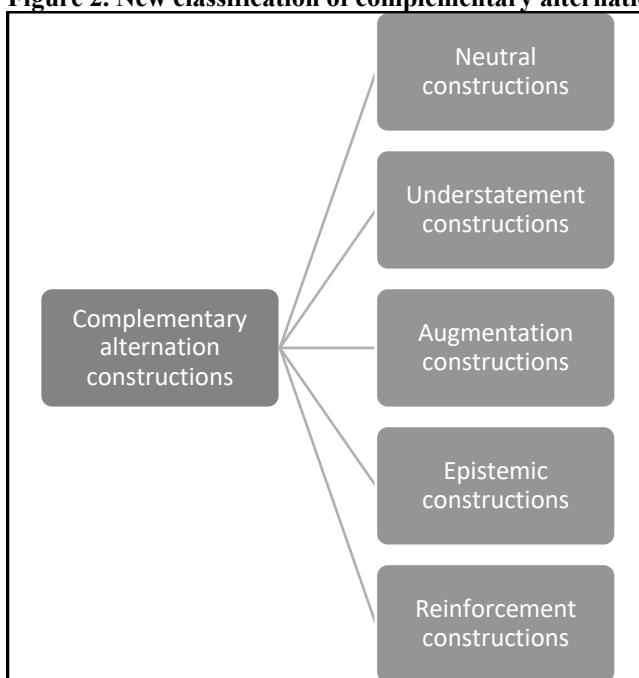 Figure 2. New classification of complementary
Neutral
constructions
Understatement
constructions
Complementary
alternation
constructions
Augmentation
constructions
Epistemic
constructions
Reinforcement
constructions